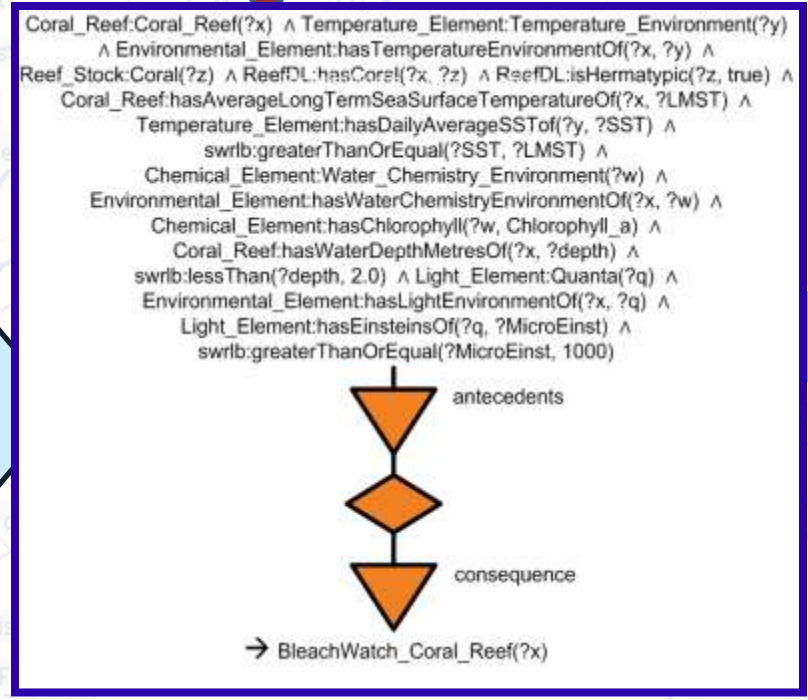 Coral_Reef:Coral_Reef(?x) ∧ Temperature_Element:Temperature_Environment(?y)
∧ Environmental_Element:hasTemperatureEnvironmentOf(?x, ?y) ∧
Reef_Stock:Coral(?z) ∧ ReefDL:hasCoral(?x, ?z) ∧ ReefDL:isHermatypic(?z, true) ∧
Coral_Reef:hasAverageLongTermSeaSurfaceTemperatureOf(?x, ?LMST) ∧
Temperature_Element:hasDailyAverageSSTof(?y, ?SST) ∧
swrlb:greaterThanOrEqual(?SST, ?LMST) ∧
Chemical_Element:Water_Chemistry_Environment(?w) ∧
Environmental_Element:hasWaterChemistryEnvironmentOf(?x, ?w) ∧
Chemical_Element:hasChlorophyll(?w, Chlorophyll_a) ∧
Coral_Reef:hasWaterDepthMetresOf(?x, ?depth) ∧
swrlb:lessThan(?depth, 2.0) ∧ Light_Element:Quanta(?q) ∧
Environmental_Element:hasLightEnvironmentOf(?x, ?q) ∧
Light_Element:hasEinsteinsOf(?q, ?MicroEinst) ∧
swrlb:greaterThanOrEqual(?MicroEinst, 1000)
antecedents
consequence
→ BleachWatch_Coral_Reef(?x)